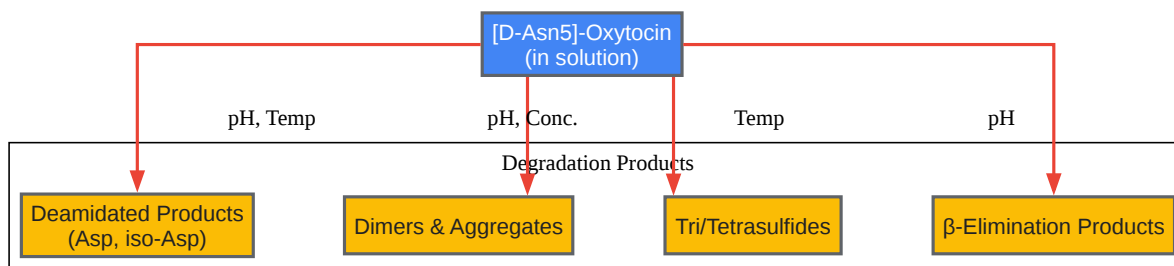 [D-Asn5]-Oxytocin
(in solution)
pH, Temp
pH, Conc.
Temp
pH
Degradation Products
Deamidated Products
(Asp, iso-Asp)
Dimers & Aggregates
Tri/Tetrasulfides
β-Elimination Products